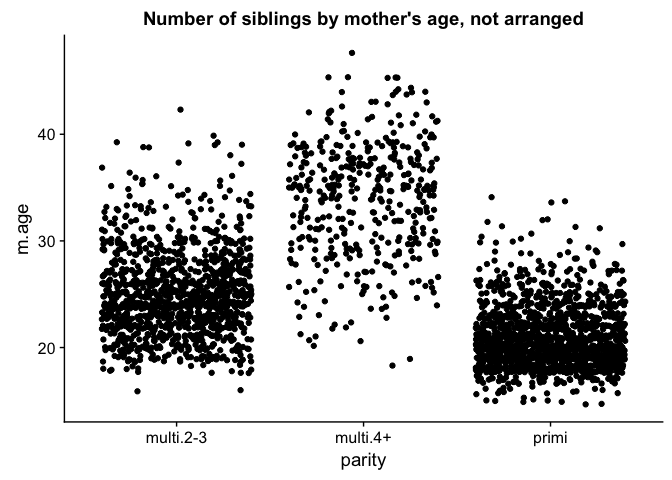 Number of siblings by mother's age, not arranged
m.age
40
30
20
multi.2-3
multi.4+
primi
parity